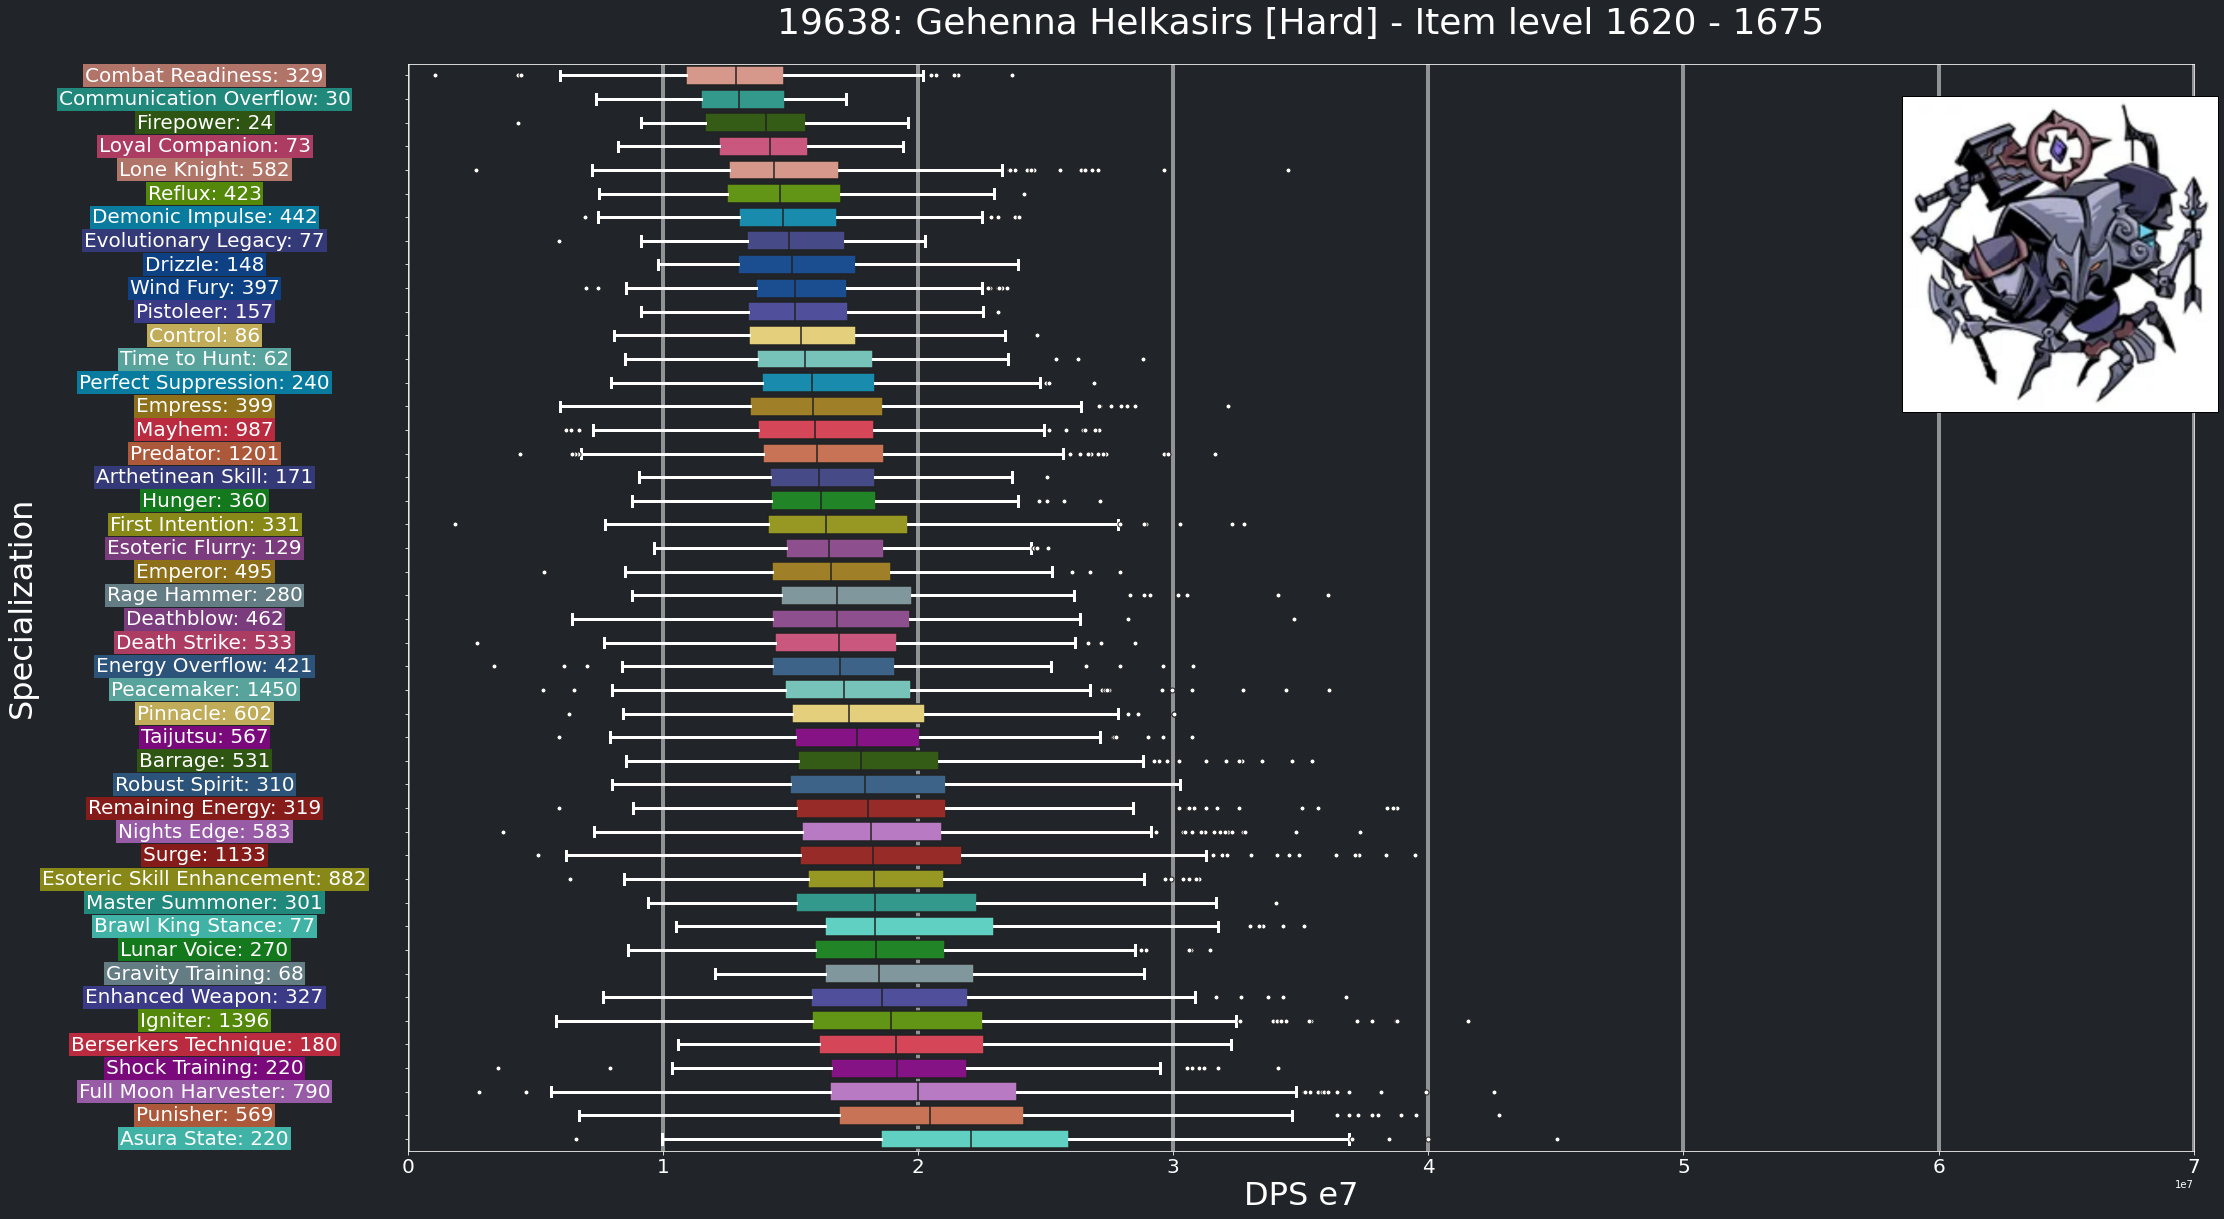 19638: Gehenna Helkasirs [Hard] - Item level 1620 - 1675
Specialization
Combat Readiness: 329
Communication Overflow: 30
Firepower: 24
Loyal Companion: 73
Lone Knight: 582
Reflux: 423
Demonic Impulse: 442
Evolutionary Legacy: 77
Drizzle: 148
Wind Fury: 397
Pistoleer: 157
Control: 86
Time to Hunt: 62
Perfect Suppression: 240
Empress: 399
Mayhem: 987
Predator: 1201
Arthetinean Skill: 171
Hunger: 360
First Intention: 331
Esoteric Flurry: 129
Emperor: 495
Rage Hammer: 280
Deathblow: 462
Death Strike: 533
Energy Overflow: 421
Peacemaker: 1450
Pinnacle: 602
Taijutsu: 567
Barrage: 531
Robust Spirit: 310
Remaining Energy: 319
Nights Edge: 583
Surge: 1133
Esoteric Skill Enhancement: 882
Master Summoner: 301
Brawl King Stance: 77
Lunar Voice: 270
Gravity Training: 68
Enhanced Weapon: 327
Igniter: 1396
Berserkers Technique: 180
Shock Training: 220
Full Moon Harvester: 790
Punisher: 569
Asura State: 220
0 1 2 3 4 5 6 7
1e7
DPS e7